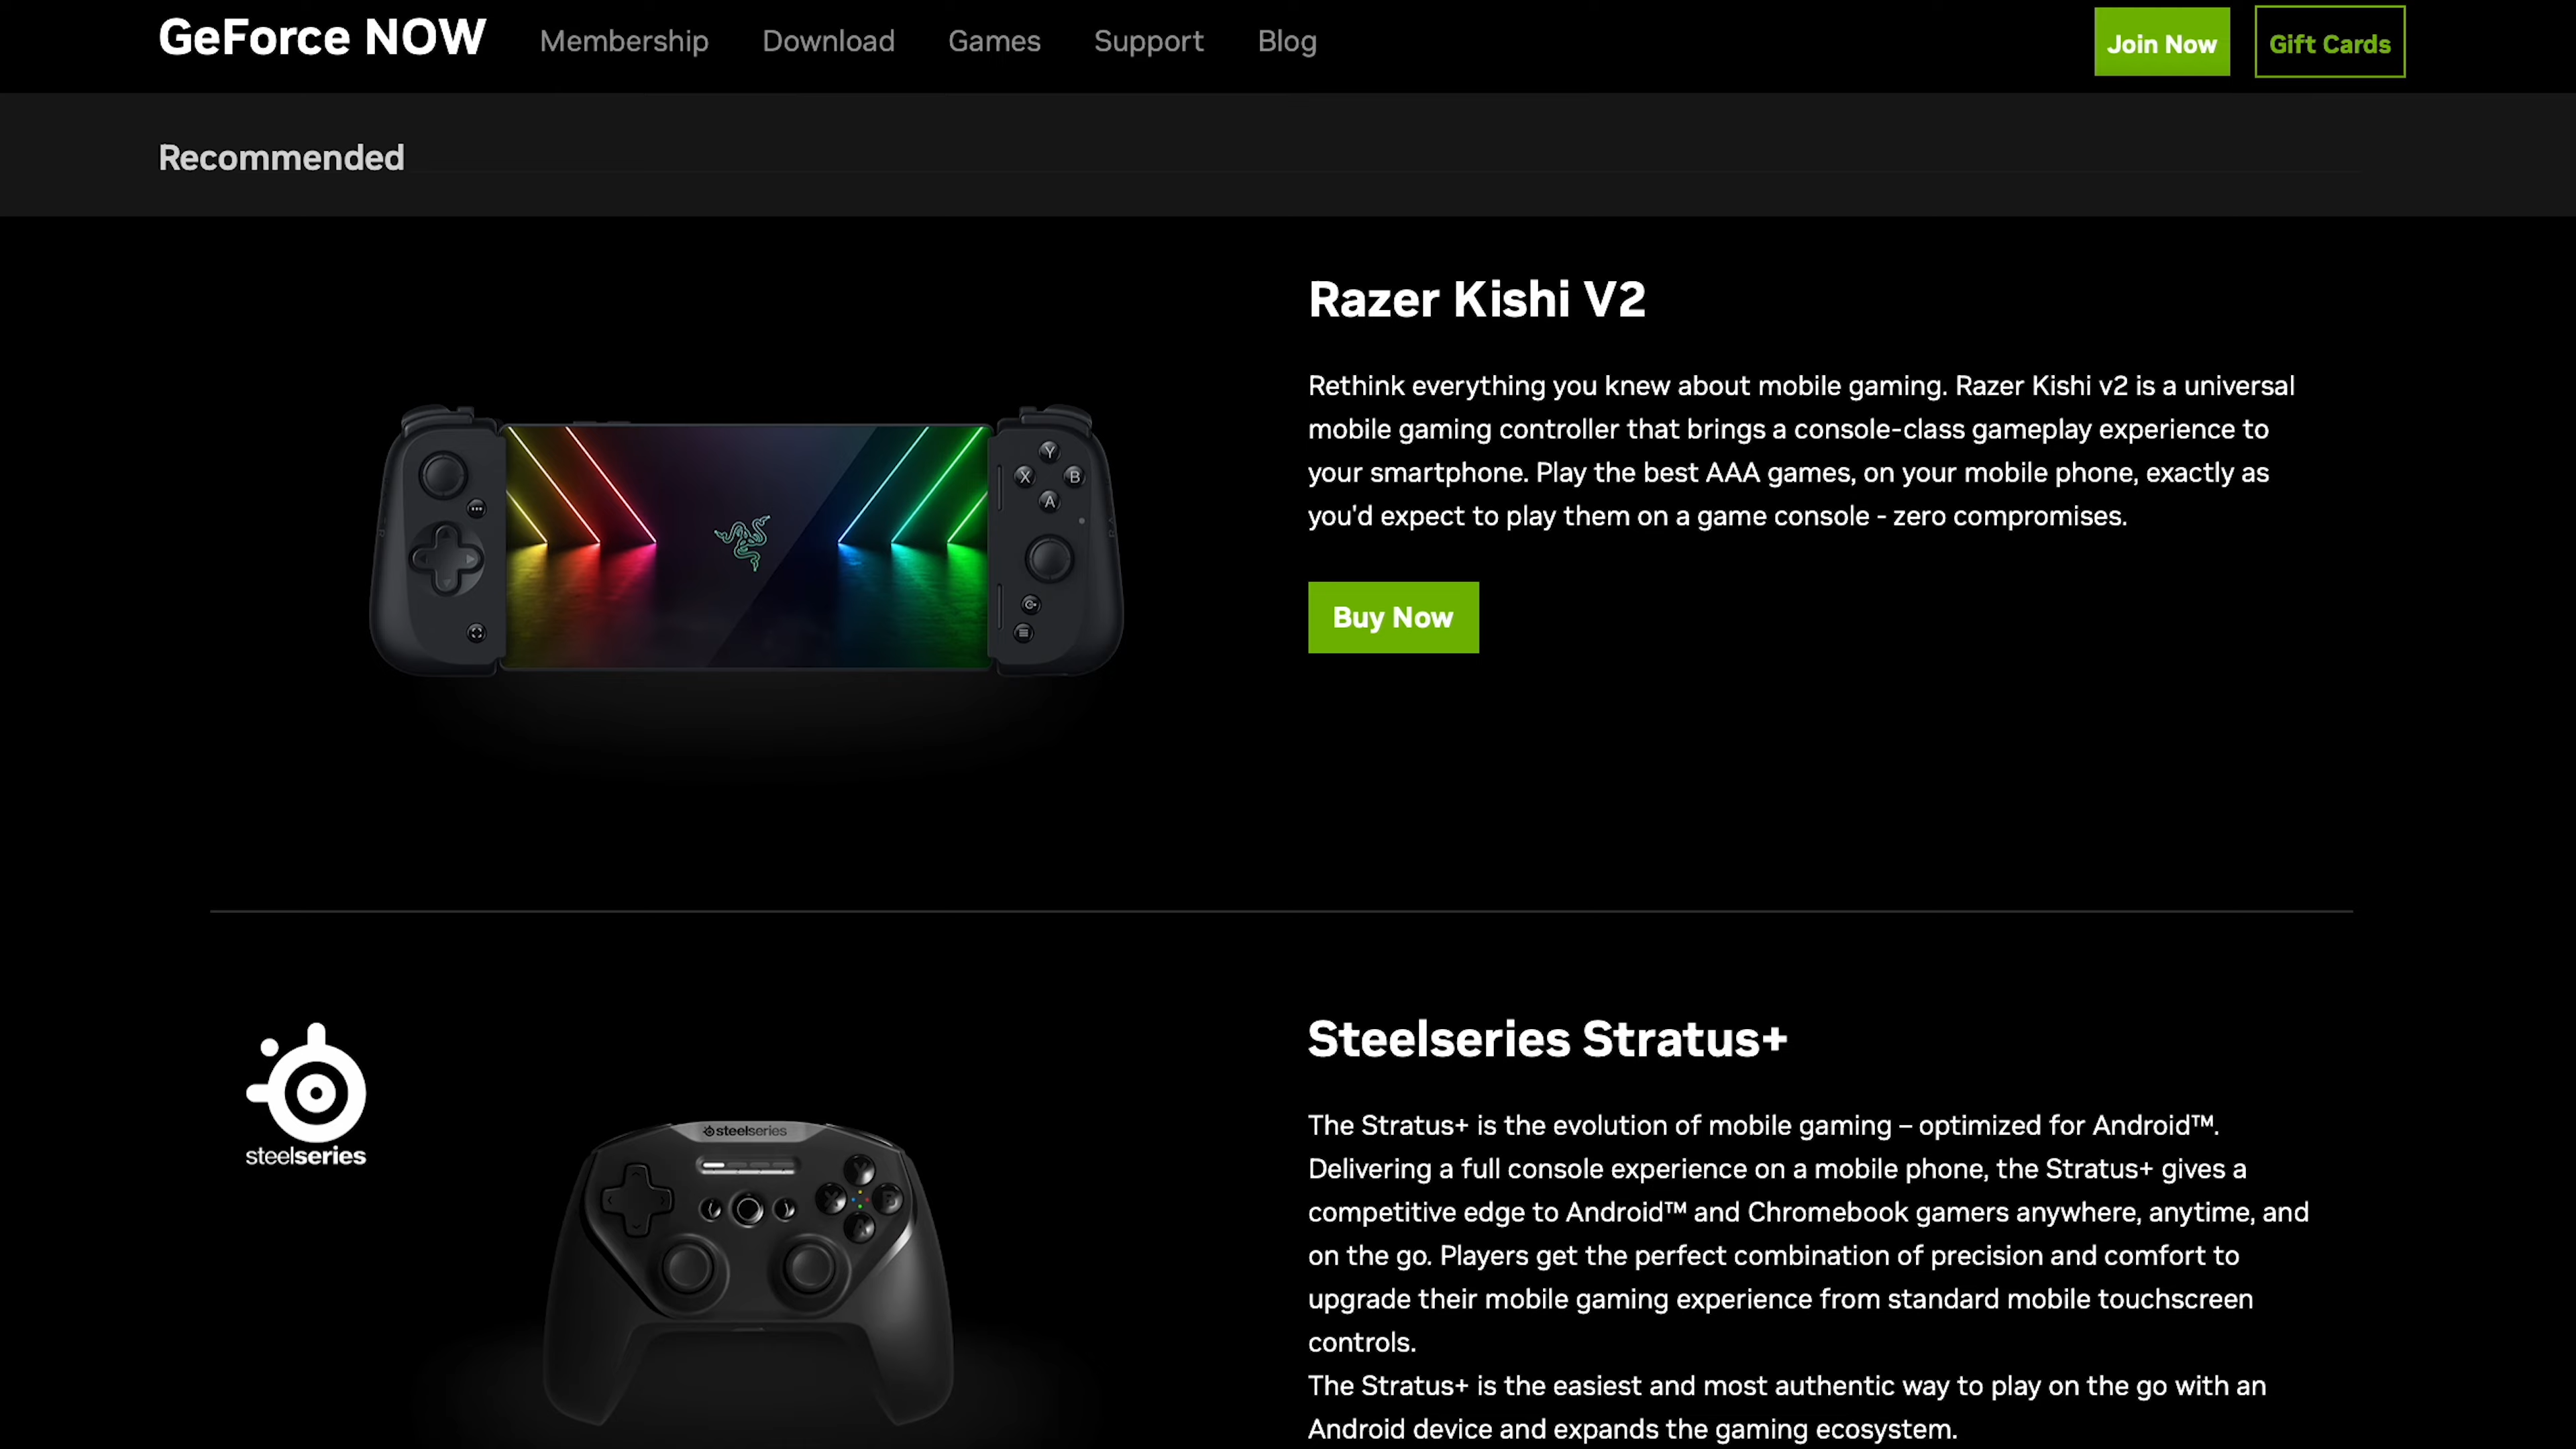 GeForce NOW
Membership
Download
Games
Support
Blog
Join Now
Gift Cards
Recommended
Razer Kishi V2
Rethink everything you knew about mobile gaming. Razer Kishi v2 is a universal
mobile gaming controller that brings a console-class gameplay experience to
your smartphone. Play the best AAA games, on your mobile phone, exactly as
you'd expect to play them on a game console - zero compromises.
Buy Now
Y
X
B
A
steelseries
steelseries
Y
X
B
A
Steelseries Stratus+
The Stratus+ is the evolution of mobile gaming – optimized for Android™.
Delivering a full console experience on a mobile phone, the Stratus+ gives a
competitive edge to Android™ and Chromebook gamers anywhere, anytime, and
on the go. Players get the perfect combination of precision and comfort to
upgrade their mobile gaming experience from standard mobile touchscreen
controls.
The Stratus+ is the easiest and most authentic way to play on the go with an
Android device and expands the gaming ecosystem.